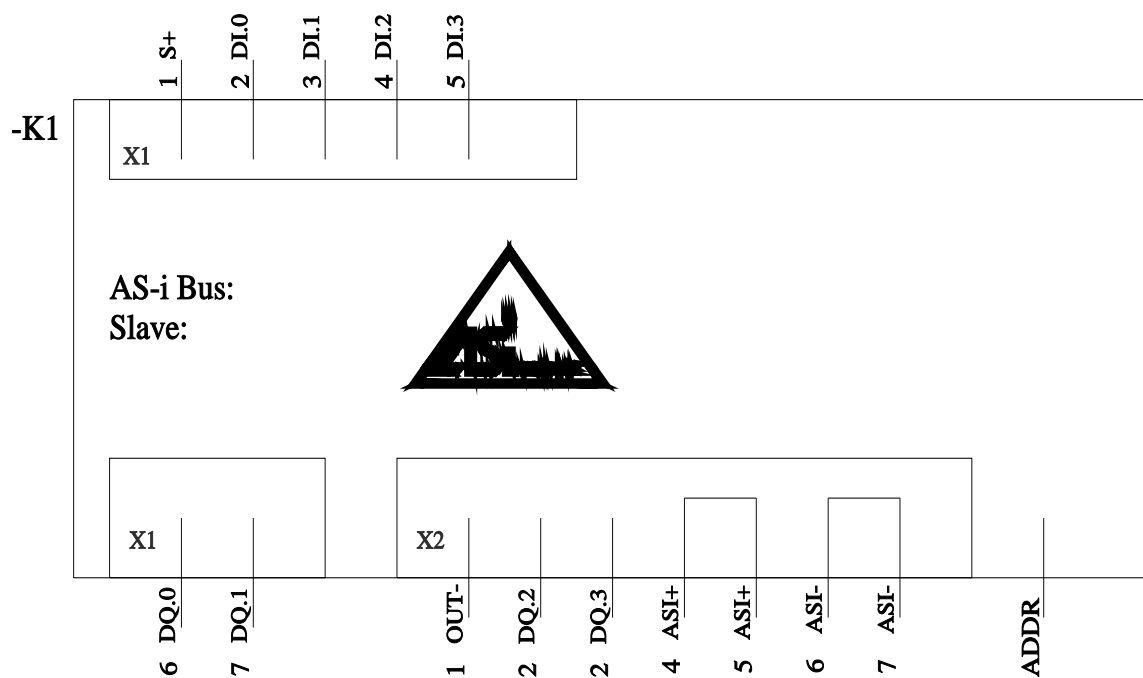 1 S+
2 DI.0
3 DI.1
4 DI.2
5 DI.3
-K1
X1
AS-i Bus:
Slave:
X1
X2
6 DQ.0
7 DQ.1
1 OUT-
2 DQ.2
2 DQ.3
4 ASI+
5 ASI+
6 ASI-
7 ASI-
ADDR